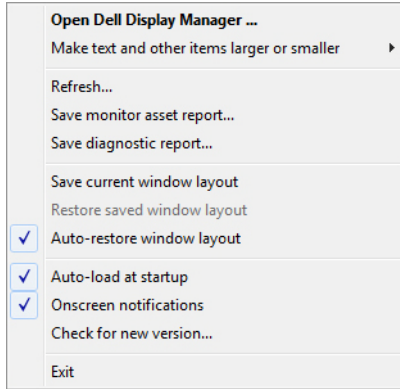 Open Dell Display Manager ...
Make text and other items larger or smaller
Refresh...
Save monitor asset report...
Save diagnostic report...
Save current window layout
Restore saved window layout
Auto-restore window layout
Auto-load at startup
Onscreen notifications
Check for new version...
Exit